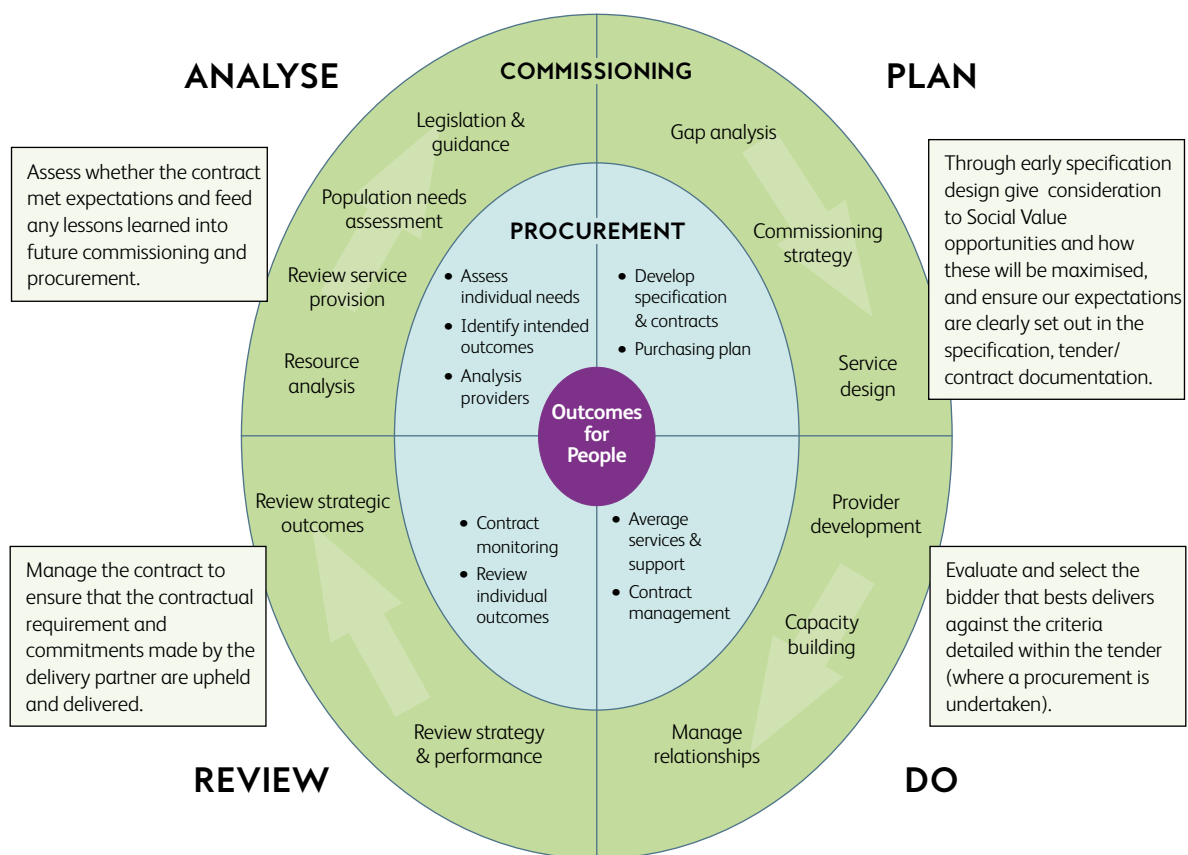 ANALYSE
COMMISSIONING
PLAN
Assess whether the contract
met expectations and feed
any lessons learned into
future commissioning and
procurement.
Legislation &
guidance
Population needs
assessment
Review service
provision
Resource
analysis
Gap analysis
Commissioning
strategy
Service
design
Through early specification
design give consideration
to Social Value
opportunities and how
these will be maximised,
and ensure our expectations
are clearly set out in the
specification, tender/
contract documentation.
PROCUREMENT
• Assess
individual needs
• Identify intended
outcomes
• Analysis
providers
• Develop
specification
& contracts
• Purchasing plan
Outcomes
for
People
Review strategic
outcomes
• Contract
monitoring
• Review
individual
outcomes
• Average
services &
support
• Contract
management
Provider
development
Capacity
building
Manage
relationships
Review strategy
& performance
Manage the contract to
ensure that the contractual
requirement and
commitments made by the
delivery partner are upheld
and delivered.
Evaluate and select the
bidder that bests delivers
against the criteria
detailed within the tender
(where a procurement is
undertaken).
REVIEW
DO